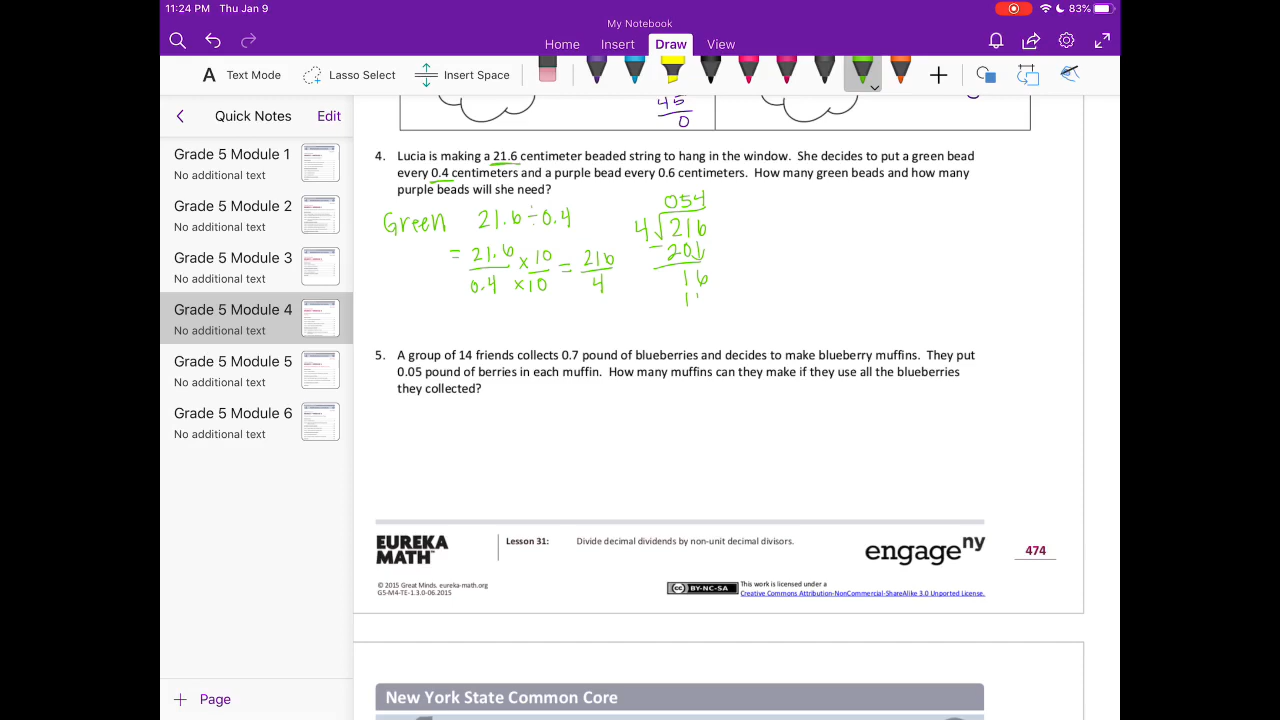 11:24 PM Thu Jan 9
83%
My Notebook
Home Insert Draw View
A Text Mode Lasso Select Insert Space
Quick Notes Edit
Grade 5 Module 1
No additional text
Grade 5 Module 2
No additional text
Grade 5 Module 3
No additional text
Grade 5 Module 4
No additional text
Grade 5 Module 5
No additional text
Grade 5 Module 6
No additional text
Page
45
0
4. Lucia is making a 21.6 centimeter beaded string to hang in the window. She decides to put a green bead
every 0.4 centimeters and a purple bead every 0.6 centimeters. How many green beads and how many
purple beads will she need?
Green 21.6 ÷ 0.4
= 21.6 × 10 = 216
0.4 × 10 4
054
4 216
- 20↓
16
1
5. A group of 14 friends collects 0.7 pound of blueberries and decides to make blueberry muffins. They put
0.05 pound of berries in each muffin. How many muffins can they make if they use all the blueberries
they collected?
EUREKA
MATH™
Lesson 31: Divide decimal dividends by non-unit decimal divisors.
engageny
474
© 2015 Great Minds. eureka-math.org
G5-M4-TE-1.3.0-06.2015
CC BY-NC-SA
This work is licensed under a
Creative Commons Attribution-NonCommercial-ShareAlike 3.0 Unported License.
New York State Common Core